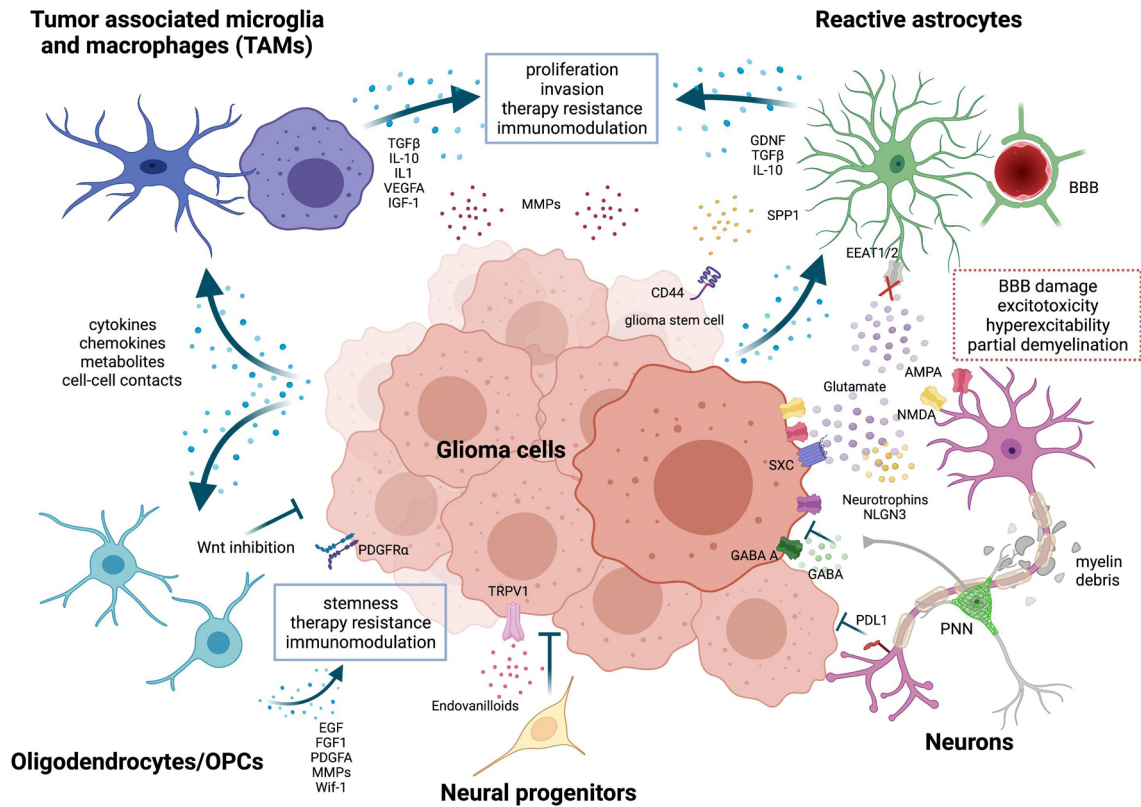 Tumor associated microglia
and macrophages (TAMs)
Reactive astrocytes
proliferation
invasion
therapy resistance
immunomodulation
TGFβ
IL-10
IL1
VEGFA
IGF-1
GDNF
TGFβ
IL-10
BBB
MMPs
SPP1
EEAT1/2
CD44
glioma stem cell
BBB damage
excitotoxicity
hyperexcitability
partial demyelination
cytokines
chemokines
metabolites
cell-cell contacts
AMPA
Glutamate
NMDA
Glioma cells
SXC
Neurotrophins
NLGN3
Wnt inhibition
PDGFRα
GABA A
GABA
myelin
debris
TRPV1
stemness
therapy resistance
immunomodulation
PDL1
PNN
Endovanilloids
EGF
FGF1
PDGFA
MMPs
Wif-1
Oligodendrocytes/OPCs
Neurons
Neural progenitors